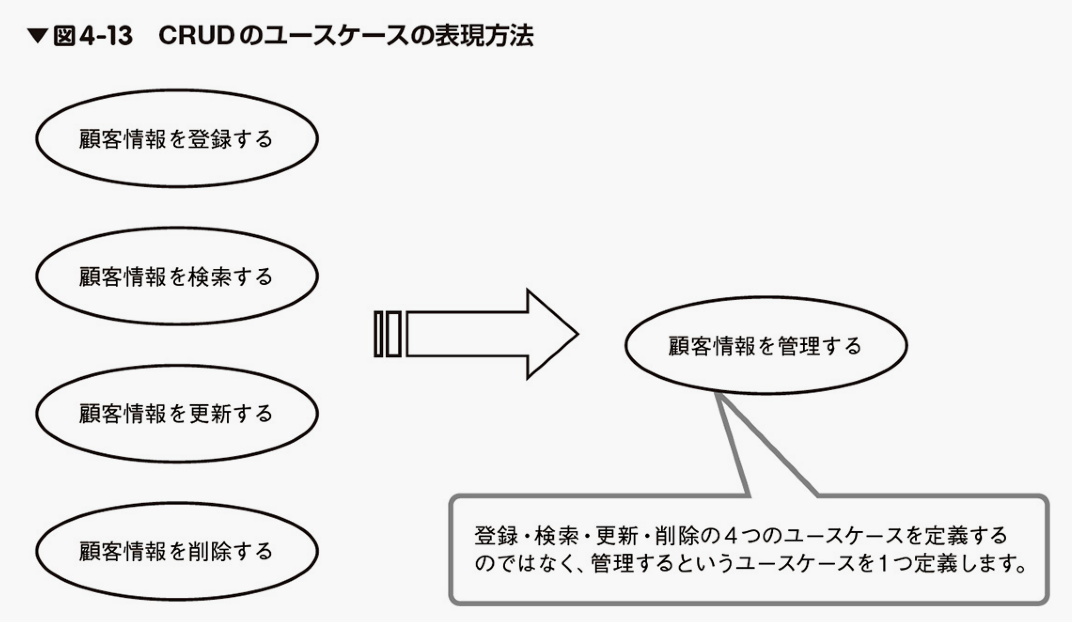 ▼図4-13 CRUDのユースケースの表現方法
顧客情報を登録する
顧客情報を検索する
顧客情報を更新する
顧客情報を削除する
顧客情報を管理する
登録・検索・更新・削除の4つのユースケースを定義する
のではなく、管理するというユースケースを1つ定義します。